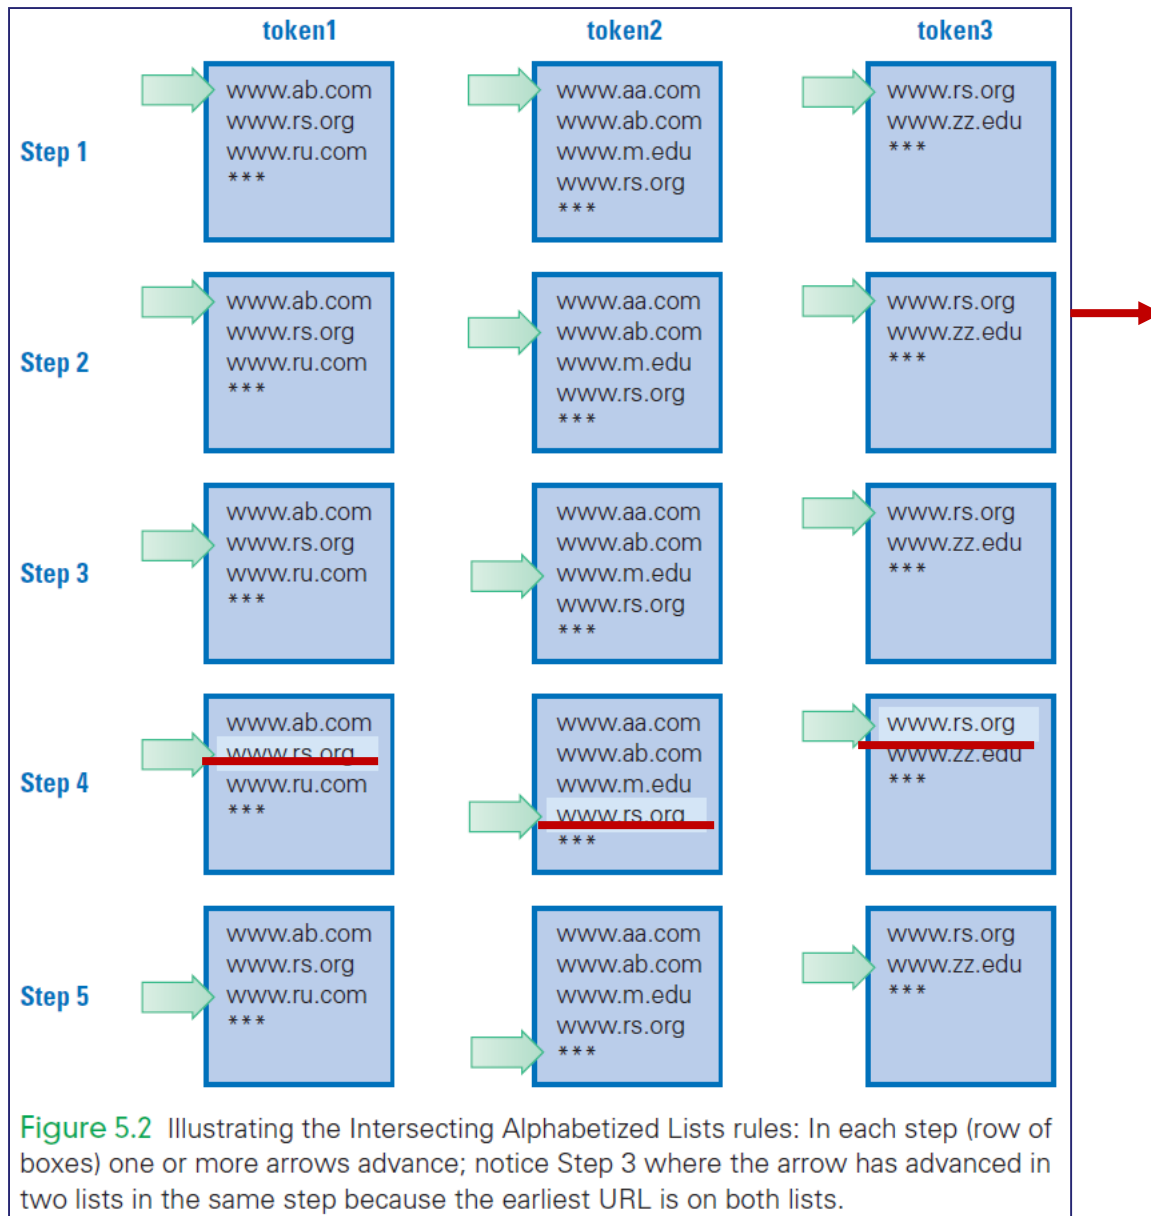 token1 token2 token3
Step 1
www.ab.com
www.rs.org
www.ru.com
***
www.aa.com
www.ab.com
www.m.edu
www.rs.org
***
www.rs.org
www.zz.edu
***
Step 2
www.ab.com
www.rs.org
www.ru.com
***
www.aa.com
www.ab.com
www.m.edu
www.rs.org
***
www.rs.org
www.zz.edu
***
Step 3
www.ab.com
www.rs.org
www.ru.com
***
www.aa.com
www.ab.com
www.m.edu
www.rs.org
***
www.rs.org
www.zz.edu
***
Step 4
www.ab.com
www.rs.org
www.ru.com
***
www.aa.com
www.ab.com
www.m.edu
www.rs.org
***
www.rs.org
www.zz.edu
***
Step 5
www.ab.com
www.rs.org
www.ru.com
***
www.aa.com
www.ab.com
www.m.edu
www.rs.org
***
www.rs.org
www.zz.edu
***
Figure 5.2 Illustrating the Intersecting Alphabetized Lists rules: In each step (row of
boxes) one or more arrows advance; notice Step 3 where the arrow has advanced in
two lists in the same step because the earliest URL is on both lists.